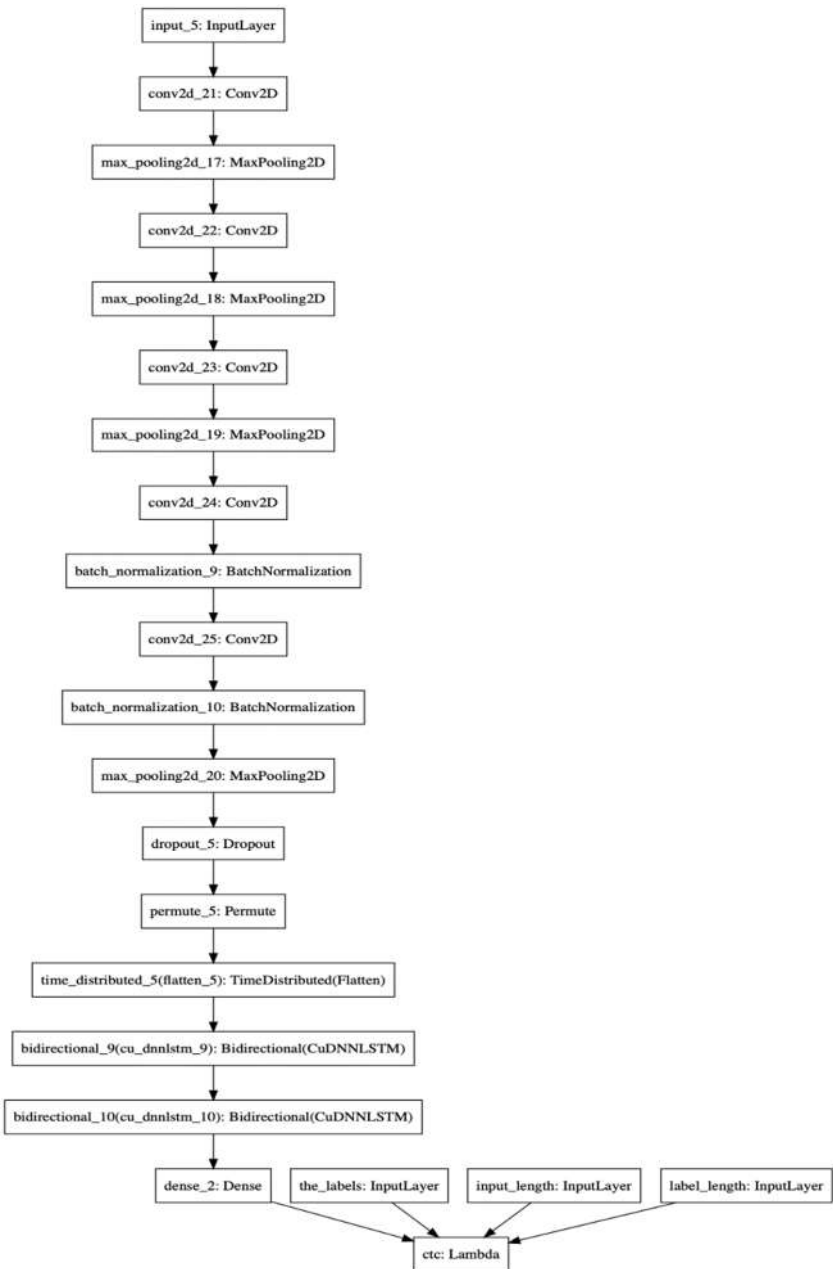 input_5: InputLayer
conv2d_21: Conv2D
max_pooling2d_17: MaxPooling2D
conv2d_22: Conv2D
max_pooling2d_18: MaxPooling2D
conv2d_23: Conv2D
max_pooling2d_19: MaxPooling2D
conv2d_24: Conv2D
batch_normalization_9: BatchNormalization
conv2d_25: Conv2D
batch_normalization_10: BatchNormalization
max_pooling2d_20: MaxPooling2D
dropout_5: Dropout
permute_5: Permute
time_distributed_5(flatten_5): TimeDistributed(Flatten)
bidirectional_9(cu_dnnlstm_9): Bidirectional(CuDNNLSTM)
bidirectional_10(cu_dnnlstm_10): Bidirectional(CuDNNLSTM)
dense_2: Dense
the_labels: InputLayer
input_length: InputLayer
label_length: InputLayer
ctc: Lambda